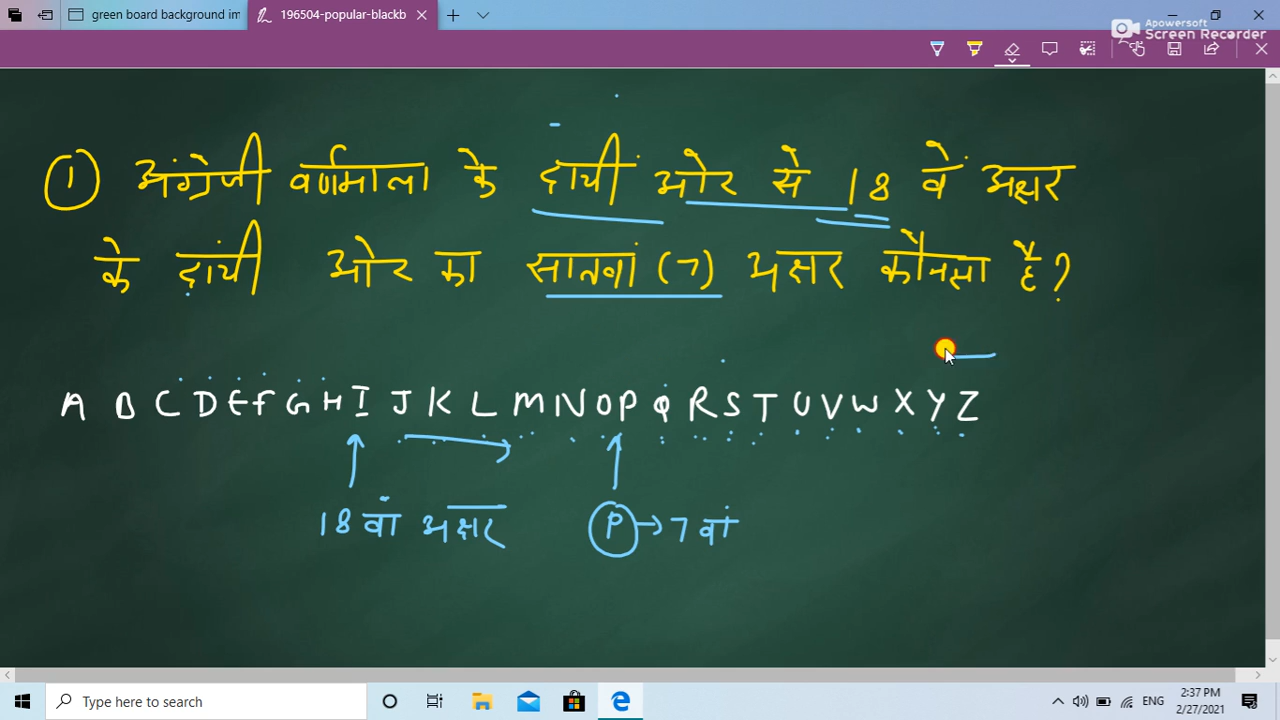 green board background im
196504-popular-blackb
Apowersoft
Screen Recorder
① अंग्रेजी वर्णमाला के दायी ओर से 18 वें अक्षर
के दांयी ओर का सातवां (7) अक्षर कौनसा है?
A B C D E F G H I J K L M N O P Q R S T U V W X Y Z
18 वां अक्षर P → 7 वां
Type here to search
ENG
2:37 PM
2/27/2021